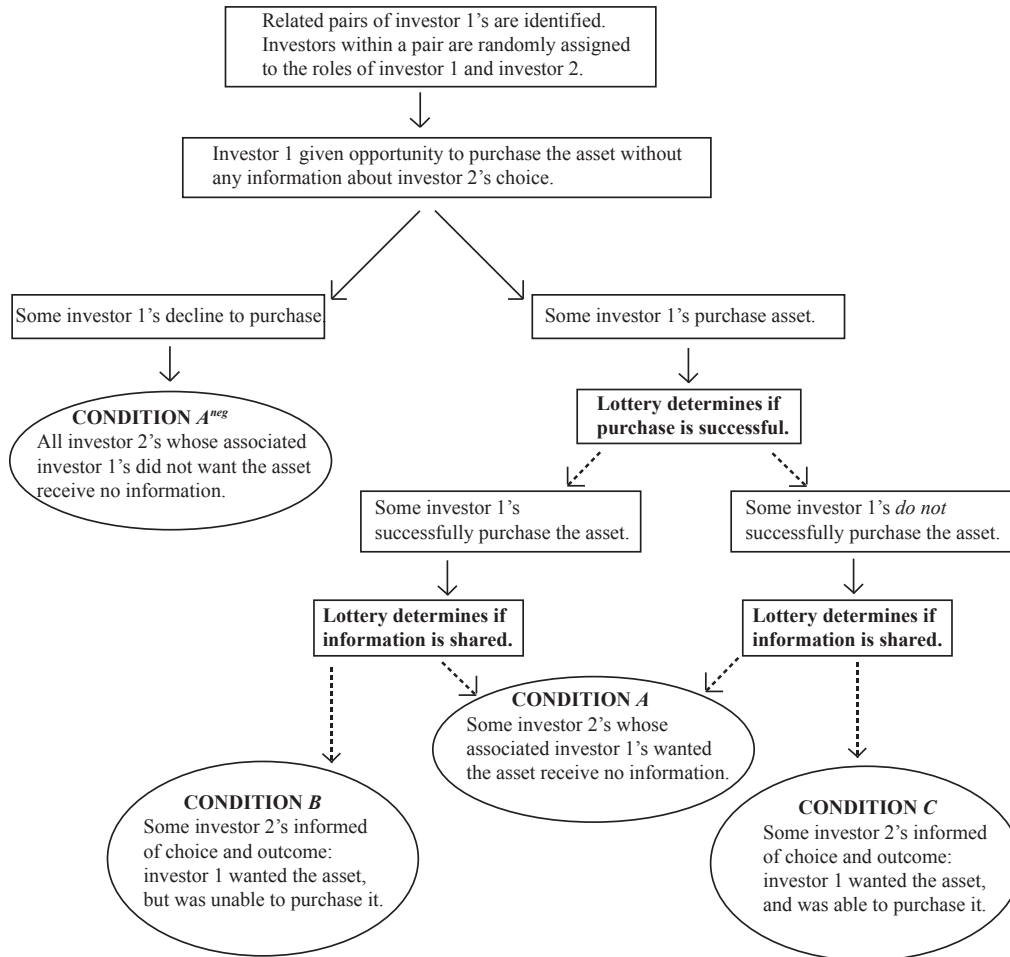 Related pairs of investor 1’s are identified.
Investors within a pair are randomly assigned
to the roles of investor 1 and investor 2.
Investor 1 given opportunity to purchase the asset without
any information about investor 2’s choice.
Some investor 1’s decline to purchase.
Some investor 1’s purchase asset.
CONDITION A^neg
All investor 2’s whose associated
investor 1’s did not want the asset
receive no information.
Lottery determines if
purchase is successful.
Some investor 1’s
successfully purchase the asset.
Some investor 1’s do not
successfully purchase the asset.
Lottery determines if
information is shared.
Lottery determines if
information is shared.
CONDITION A
Some investor 2’s whose
associated investor 1’s wanted
the asset receive no information.
CONDITION B
Some investor 2’s informed
of choice and outcome:
investor 1 wanted the asset,
but was unable to purchase it.
CONDITION C
Some investor 2’s informed
of choice and outcome:
investor 1 wanted the asset,
and was able to purchase it.